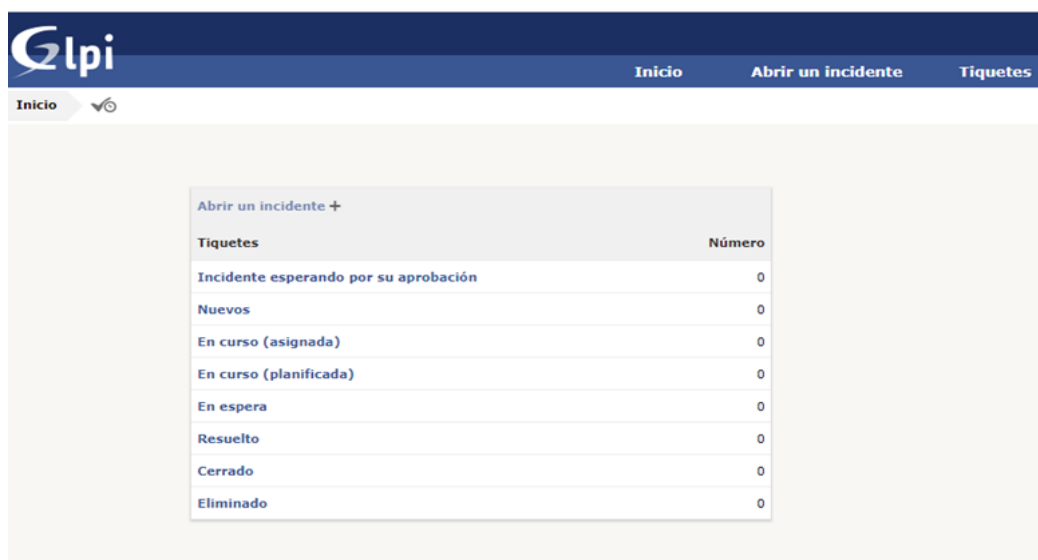 Glpi
Inicio Abrir un incidente Tiquetes
Inicio
Abrir un incidente +
Tiquetes Número
Incidente esperando por su aprobación 0
Nuevos 0
En curso (asignada) 0
En curso (planificada) 0
En espera 0
Resuelto 0
Cerrado 0
Eliminado 0